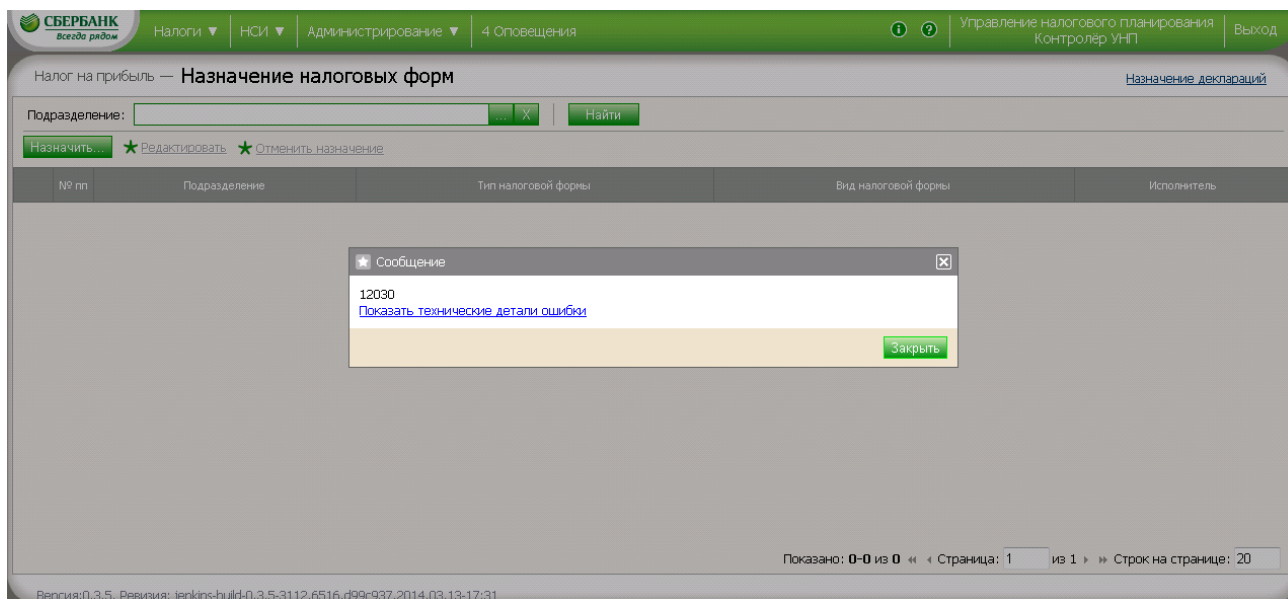 СБЕРБАНК
Всегда рядом
Налоги ▼ НСИ ▼ Администрирование ▼ 4 Оповещения
Управление налогового планирования
Контролёр УНП
Выход
Налог на прибыль — Назначение налоговых форм
Назначение деклараций
Подразделение: ... X Найти
Назначить... Редактировать Отменить назначение
№ пп Подразделение Тип налоговой формы Вид налоговой формы Исполнитель
Сообщение
12030
Показать технические детали ошибки
Закрыть
Показано: 0-0 из 0 Страница: 1 из 1 Строк на странице: 20
Версия:0.3.5, Ревизия: jenkins-build-0.3.5-3112,6516,d99c937,2014.03.13-17:31